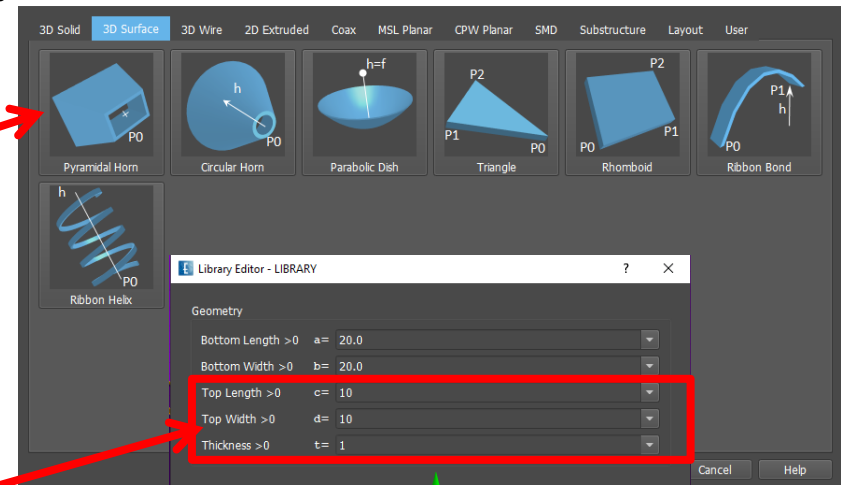 3D Solid 3D Surface 3D Wire 2D Extruded Coax MSL Planar CPW Planar SMD Substructure Layout User
P0
Pyramidal Horn
h
P0
Circular Horn
h=f
Parabolic Dish
P2
P1
P0
Triangle
P2
P0
P1
Rhomboid
P1
h
P0
Ribbon Bond
h
P0
Ribbon Helix
Library Editor - LIBRARY ? ×
Geometry
Bottom Length >0 a= 20.0
Bottom Width >0 b= 20.0
Top Length >0 c= 10
Top Width >0 d= 10
Thickness >0 t= 1
Cancel Help